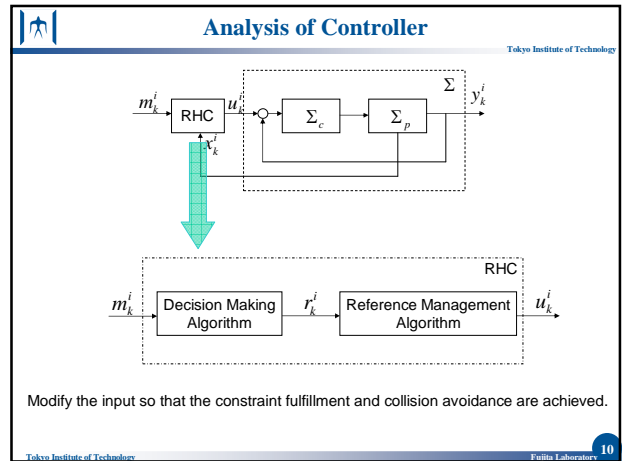 Analysis of Controller
Tokyo Institute of Technology
Σ
m_k^i
RHC
u_k^i
Σ_c
Σ_p
y_k^i
x_k^i
RHC
m_k^i
Decision Making
Algorithm
r_k^i
Reference Management
Algorithm
u_k^i
Modify the input so that the constraint fulfillment and collision avoidance are achieved.
Tokyo Institute of Technology
Fujita Laboratory
10